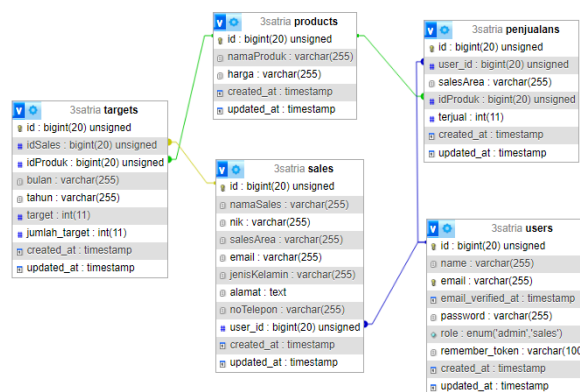 3satria products
id : bigint(20) unsigned
namaProduk : varchar(255)
harga : varchar(255)
created_at : timestamp
updated_at : timestamp
3satria penjualans
id : bigint(20) unsigned
user_id : bigint(20) unsigned
salesArea : varchar(255)
idProduk : bigint(20) unsigned
terjual : int(11)
created_at : timestamp
updated_at : timestamp
3satria targets
id : bigint(20) unsigned
idSales : bigint(20) unsigned
idProduk : bigint(20) unsigned
bulan : varchar(255)
tahun : varchar(255)
target : int(11)
jumlah_target : int(11)
created_at : timestamp
updated_at : timestamp
3satria sales
id : bigint(20) unsigned
namaSales : varchar(255)
nik : varchar(255)
salesArea : varchar(255)
email : varchar(255)
jenisKelamin : varchar(255)
alamat : text
noTelepon : varchar(255)
user_id : bigint(20) unsigned
created_at : timestamp
updated_at : timestamp
3satria users
id : bigint(20) unsigned
name : varchar(255)
email : varchar(255)
email_verified_at : timestamp
password : varchar(255)
role : enum('admin','sales')
remember_token : varchar(100
created_at : timestamp
updated_at : timestamp